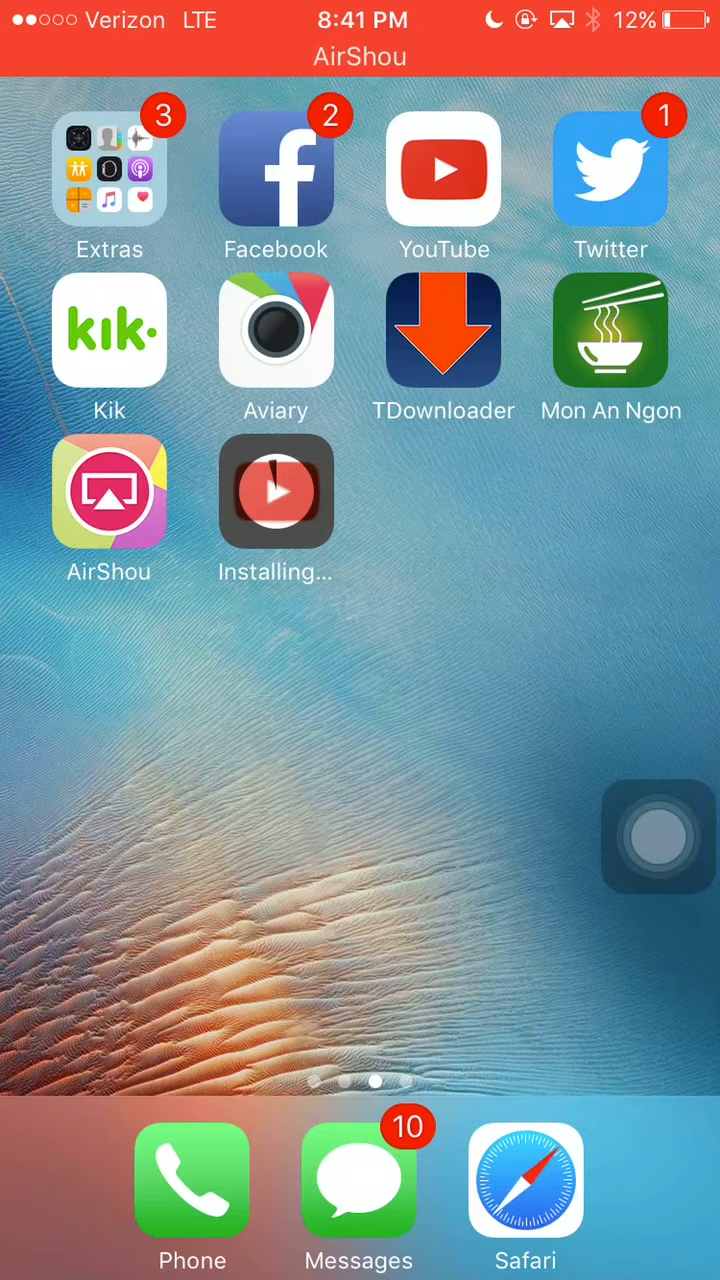 Verizon LTE 8:41 PM 12%
AirShou
3 2 1
f
Extras Facebook YouTube Twitter
kik·
Kik Aviary TDownloader Mon An Ngon
AirShou Installing...
10
Phone Messages Safari